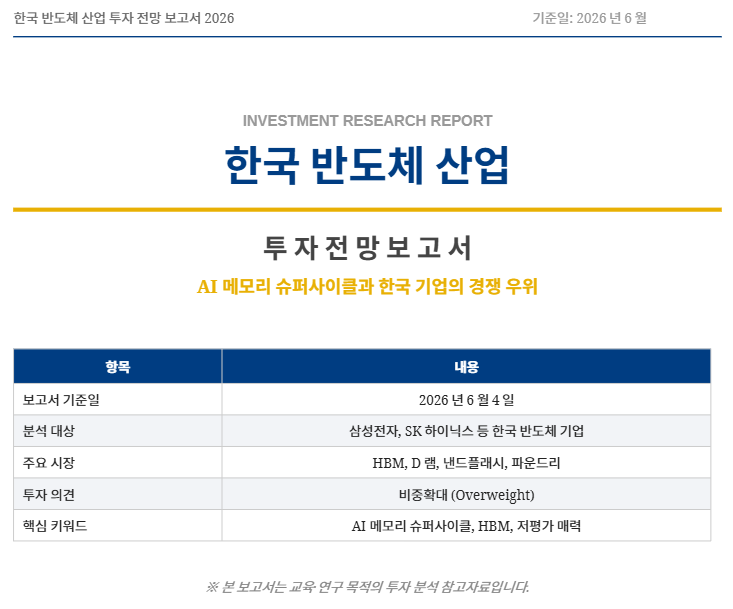 한국 반도체 산업 투자 전망 보고서 2026 기준일: 2026 년 6 월
INVESTMENT RESEARCH REPORT
한국 반도체 산업
투 자 전 망 보 고 서
AI 메모리 슈퍼사이클과 한국 기업의 경쟁 우위
항목 내용
보고서 기준일 2026 년 6 월 4 일
분석 대상 삼성전자, SK 하이닉스 등 한국 반도체 기업
주요 시장 HBM, D 램, 낸드플래시, 파운드리
투자 의견 비중확대 (Overweight)
핵심 키워드 AI 메모리 슈퍼사이클, HBM, 저평가 매력
※ 본 보고서는 교육·연구 목적의 투자 분석 참고자료입니다.